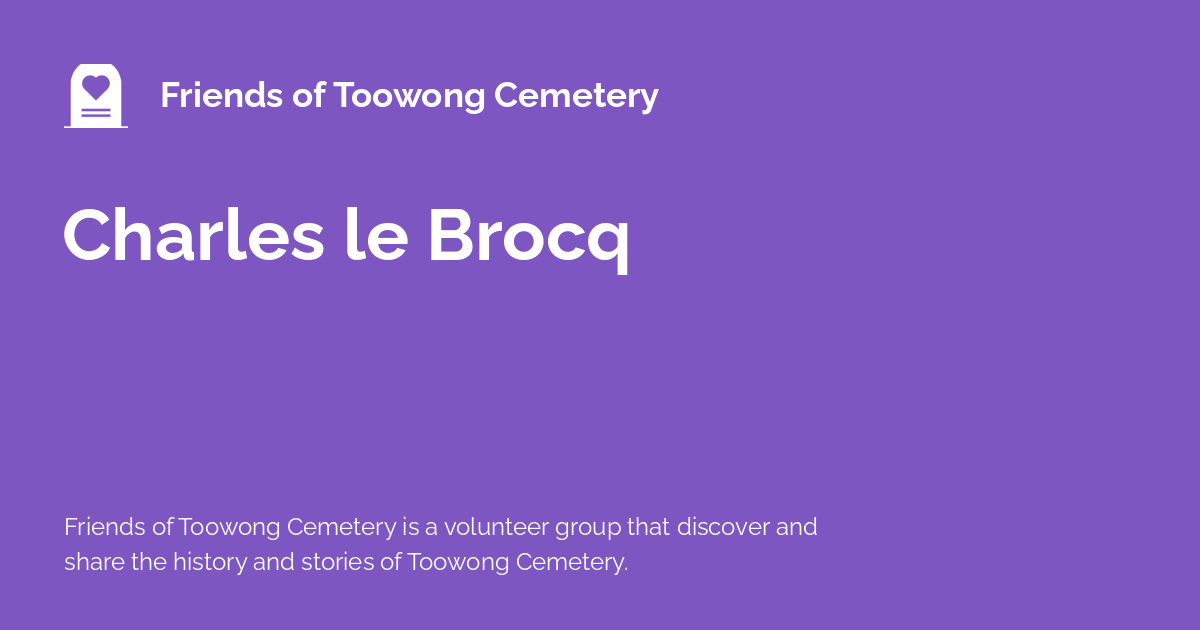 Friends of Toowong Cemetery
Charles le Brocq
Friends of Toowong Cemetery is a volunteer group that discover and
share the history and stories of Toowong Cemetery.